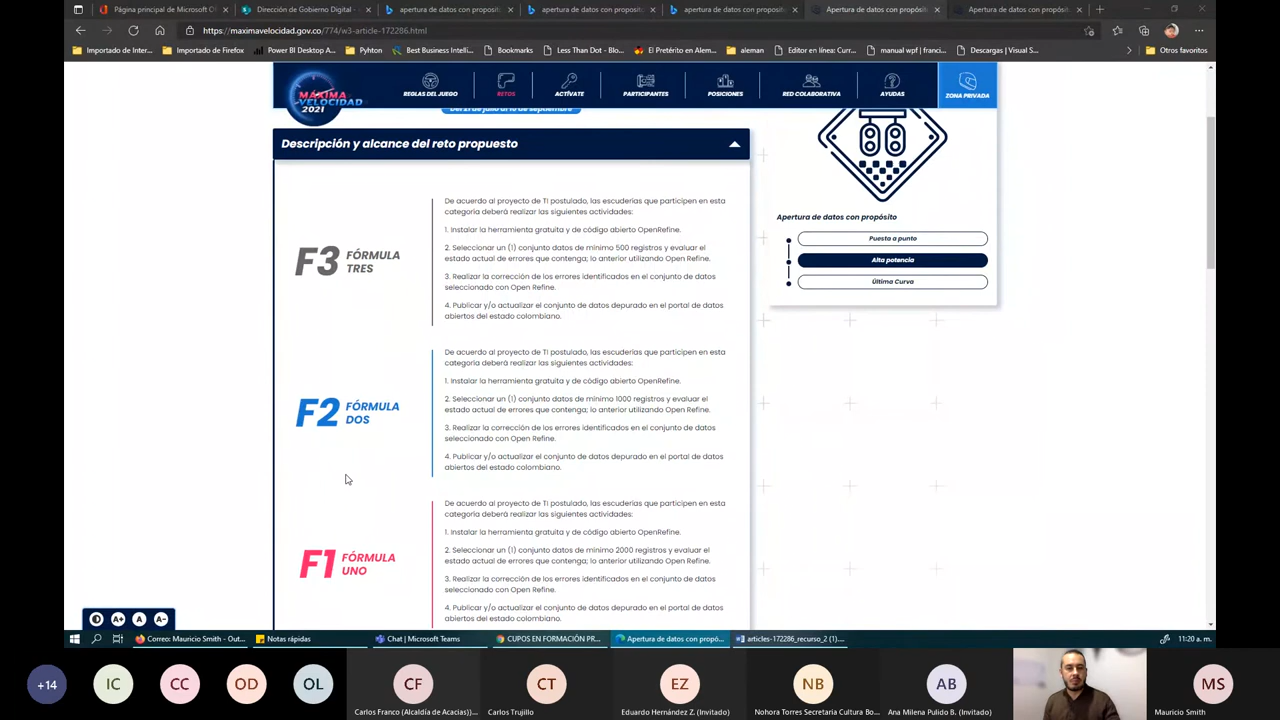 Página principal de Microsoft Of
Dirección de Gobierno Digital -
apertura de datos con proposito
apertura de datos con propósito
apertura de datos con propósito
Apertura de datos con propósito
Apertura de datos con propósito
https://maximavelocidad.gov.co/774/w3-article-172286.html
Importado de Inter...
Importado de Firefox
Power BI Desktop A...
Pyhton
Best Business Intelli...
Bookmarks
Less Than Dot - Blo...
El Pretérito en Alem...
aleman
Editor en línea: Curr...
manual wpf | franci...
Descargas | Visual S...
Otros favoritos
MÁXIMA
VELOCIDAD
2021
REGLAS DEL JUEGO
RETOS
ACTÍVATE
PARTICIPANTES
POSICIONES
RED COLABORATIVA
AYUDAS
ZONA PRIVADA
Del 21 de julio al 10 de septiembre
Descripción y alcance del reto propuesto
F3 FÓRMULA
TRES
De acuerdo al proyecto de TI postulado, las escuderías que participen en esta
categoría deberá realizar las siguientes actividades:
1. Instalar la herramienta gratuita y de código abierto OpenRefine.
2. Seleccionar un (1) conjunto datos de mínimo 500 registros y evaluar el
estado actual de errores que contenga; lo anterior utilizando Open Refine.
3. Realizar la corrección de los errores identificados en el conjunto de datos
seleccionado con Open Refine.
4. Publicar y/o actualizar el conjunto de datos depurado en el portal de datos
abiertos del estado colombiano.
F2 FÓRMULA
DOS
De acuerdo al proyecto de TI postulado, las escuderías que participen en esta
categoría deberá realizar las siguientes actividades:
1. Instalar la herramienta gratuita y de código abierto OpenRefine.
2. Seleccionar un (1) conjunto datos de mínimo 1000 registros y evaluar el
estado actual de errores que contenga; lo anterior utilizando Open Refine.
3. Realizar la corrección de los errores identificados en el conjunto de datos
seleccionado con Open Refine.
4. Publicar y/o actualizar el conjunto de datos depurado en el portal de datos
abiertos del estado colombiano.
F1 FÓRMULA
UNO
De acuerdo al proyecto de TI postulado, las escuderías que participen en esta
categoría deberá realizar las siguientes actividades:
1. Instalar la herramienta gratuita y de código abierto OpenRefine.
2. Seleccionar un (1) conjunto datos de mínimo 2000 registros y evaluar el
estado actual de errores que contenga; lo anterior utilizando Open Refine.
3. Realizar la corrección de los errores identificados en el conjunto de datos
seleccionado con Open Refine.
4. Publicar y/o actualizar el conjunto de datos depurado en el portal de datos
abiertos del estado colombiano.
Apertura de datos con propósito
Puesta a punto
Alta potencia
Última Curva
A+
A
A-
Correo: Mauricio Smith - Out...
Notas rápidas
Chat | Microsoft Teams
CUPOS EN FORMACIÓN PR...
Apertura de datos con propó...
articles-172286_recurso_2 (1)....
11:20 a. m.
+14
IC
CC
OD
OL
CF
CT
EZ
NB
AB
MS
Carlos Franco (Alcaldía de Acacias))...
Carlos Trujillo
Eduardo Hernández Z. (Invitado)
Nohora Torres Secretaria Cultura Bo...
Ana Milena Pulido B. (Invitado)
Mauricio Smith